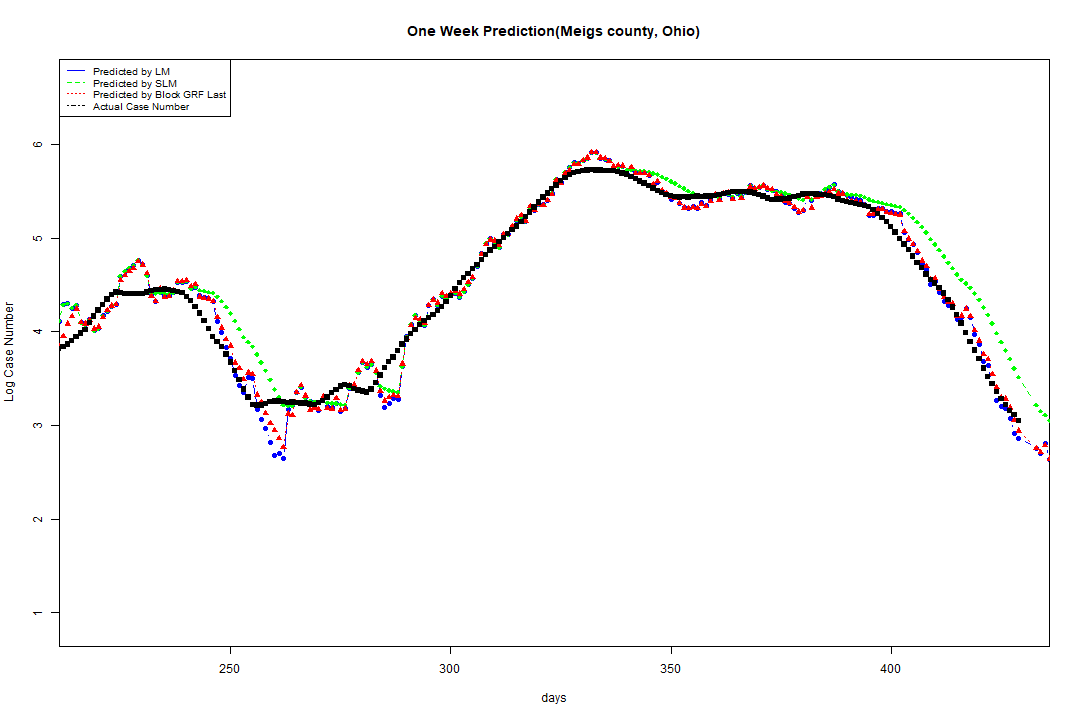 One Week Prediction(Meigs county, Ohio)
Predicted by LM
Predicted by SLM
Predicted by Block GRF Last
Actual Case Number
Log Case Number
6
5
4
3
2
1
250
300
350
400
days